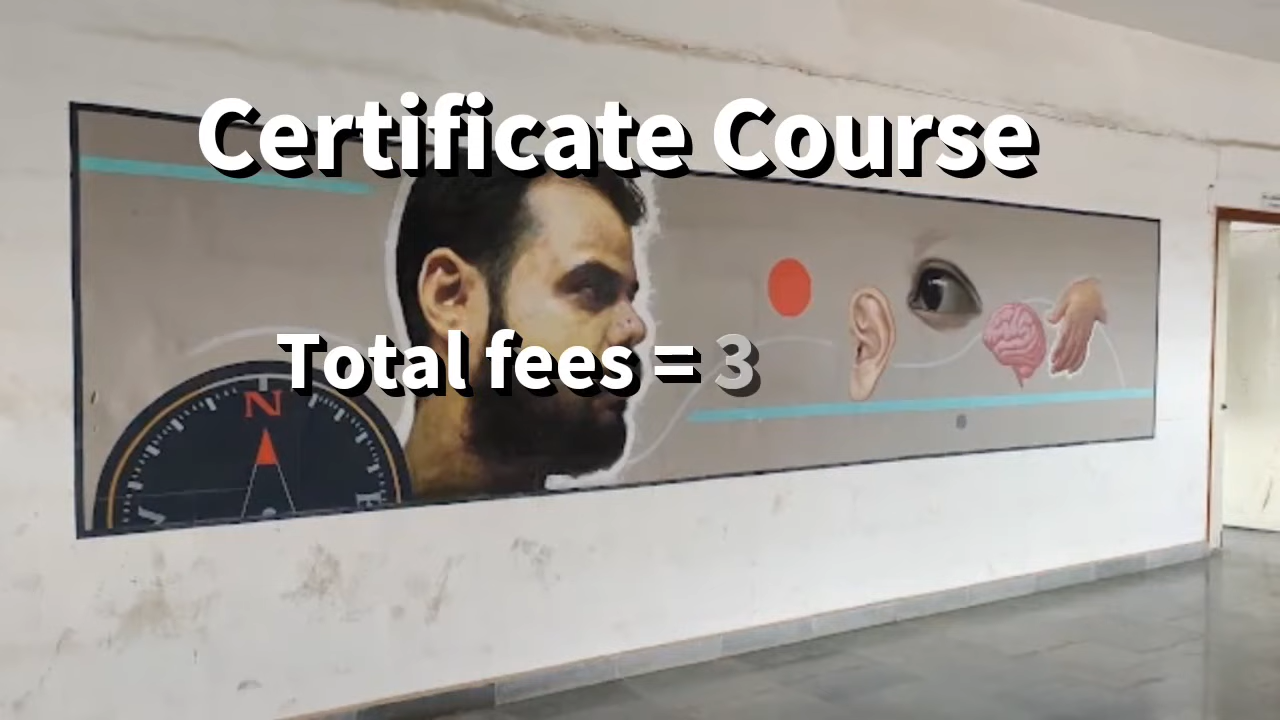 Certificate Course
Total fees = 3
N
E